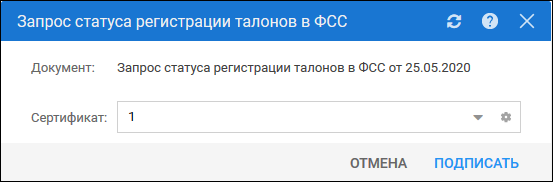 Запрос статуса регистрации талонов в ФСС
Документ: Запрос статуса регистрации талонов в ФСС от 25.05.2020
Сертификат: 1
ОТМЕНА ПОДПИСАТЬ